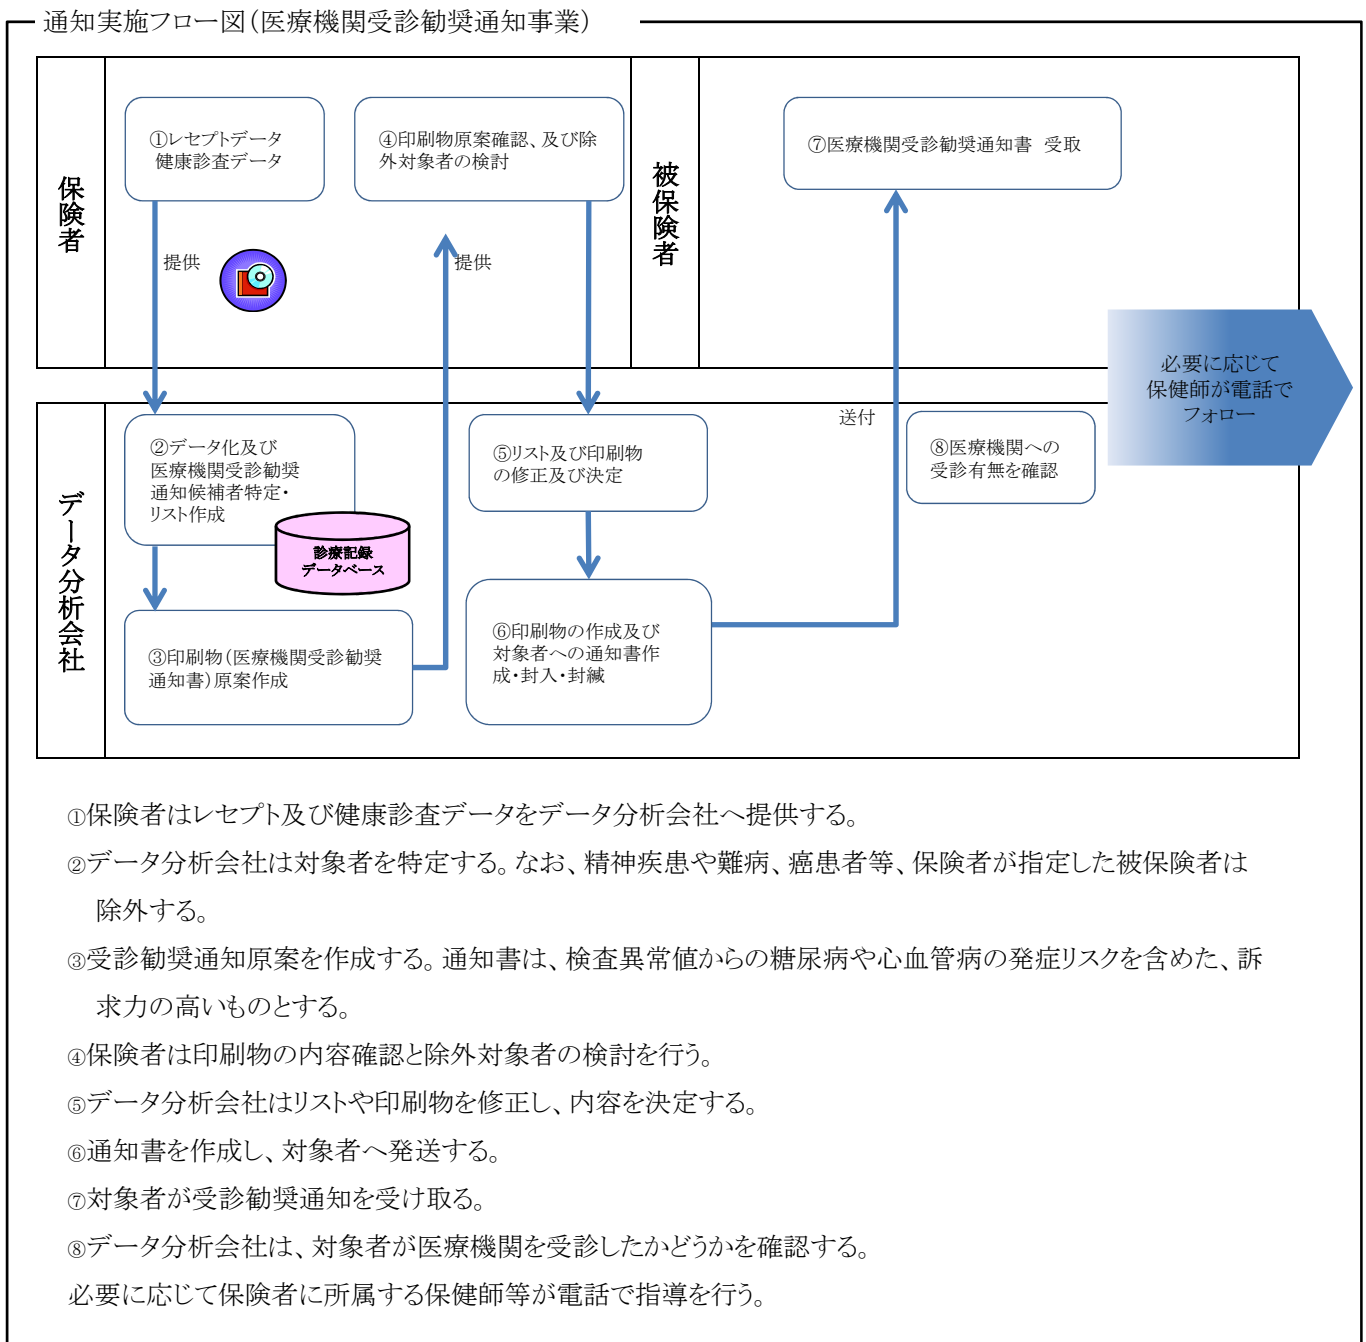 通知実施フロー図(医療機関受診勧奨通知事業)
保険者
①レセプトデータ
健康診査データ
④印刷物原案確認、及び除
外対象者の検討
被保険者
⑦医療機関受診勧奨通知書 受取
提供
提供
必要に応じて
保健師が電話で
フォロー
データ分析会社
②データ化及び
医療機関受診勧奨
通知候補者特定・
リスト作成
診療記録
データベース
⑤リスト及び印刷物
の修正及び決定
送付
⑧医療機関への
受診有無を確認
③印刷物(医療機関受診勧奨
通知書)原案作成
⑥印刷物の作成及び
対象者への通知書作
成・封入・封緘
①保険者はレセプト及び健康診査データをデータ分析会社へ提供する。
②データ分析会社は対象者を特定する。なお、精神疾患や難病、癌患者等、保険者が指定した被保険者は
除外する。
③受診勧奨通知原案を作成する。通知書は、検査異常値からの糖尿病や心血管病の発症リスクを含めた、訴
求力の高いものとする。
④保険者は印刷物の内容確認と除外対象者の検討を行う。
⑤データ分析会社はリストや印刷物を修正し、内容を決定する。
⑥通知書を作成し、対象者へ発送する。
⑦対象者が受診勧奨通知を受け取る。
⑧データ分析会社は、対象者が医療機関を受診したかどうかを確認する。
必要に応じて保険者に所属する保健師等が電話で指導を行う。